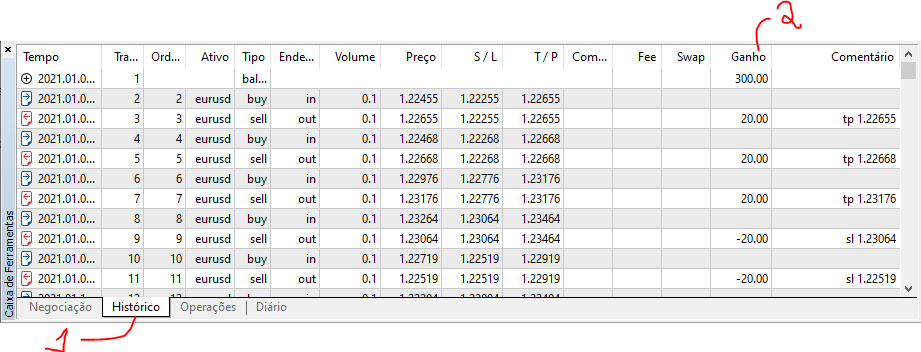 2
Tempo Tra... Ord... Ativo Tipo Ende... Volume Preço S / L T / P Com... Fee Swap Ganho Comentário
2021.01.0... 1 bal... 300.00
2021.01.0... 2 2 eurusd buy in 0.1 1.22455 1.22255 1.22655
2021.01.0... 3 3 eurusd sell out 0.1 1.22655 1.22255 1.22655 20.00 tp 1.22655
2021.01.0... 4 4 eurusd buy in 0.1 1.22468 1.22268 1.22668
2021.01.0... 5 5 eurusd sell out 0.1 1.22668 1.22268 1.22668 20.00 tp 1.22668
2021.01.0... 6 6 eurusd buy in 0.1 1.22976 1.22776 1.23176
2021.01.0... 7 7 eurusd sell out 0.1 1.23176 1.22776 1.23176 20.00 tp 1.23176
2021.01.0... 8 8 eurusd buy in 0.1 1.23264 1.23064 1.23464
2021.01.0... 9 9 eurusd sell out 0.1 1.23064 1.23064 1.23464 -20.00 sl 1.23064
2021.01.0... 10 10 eurusd buy in 0.1 1.22719 1.22519 1.22919
2021.01.0... 11 11 eurusd sell out 0.1 1.22519 1.22519 1.22919 -20.00 sl 1.22519
Caixa de Ferramentas
Negociação Histórico Operações Diário
1